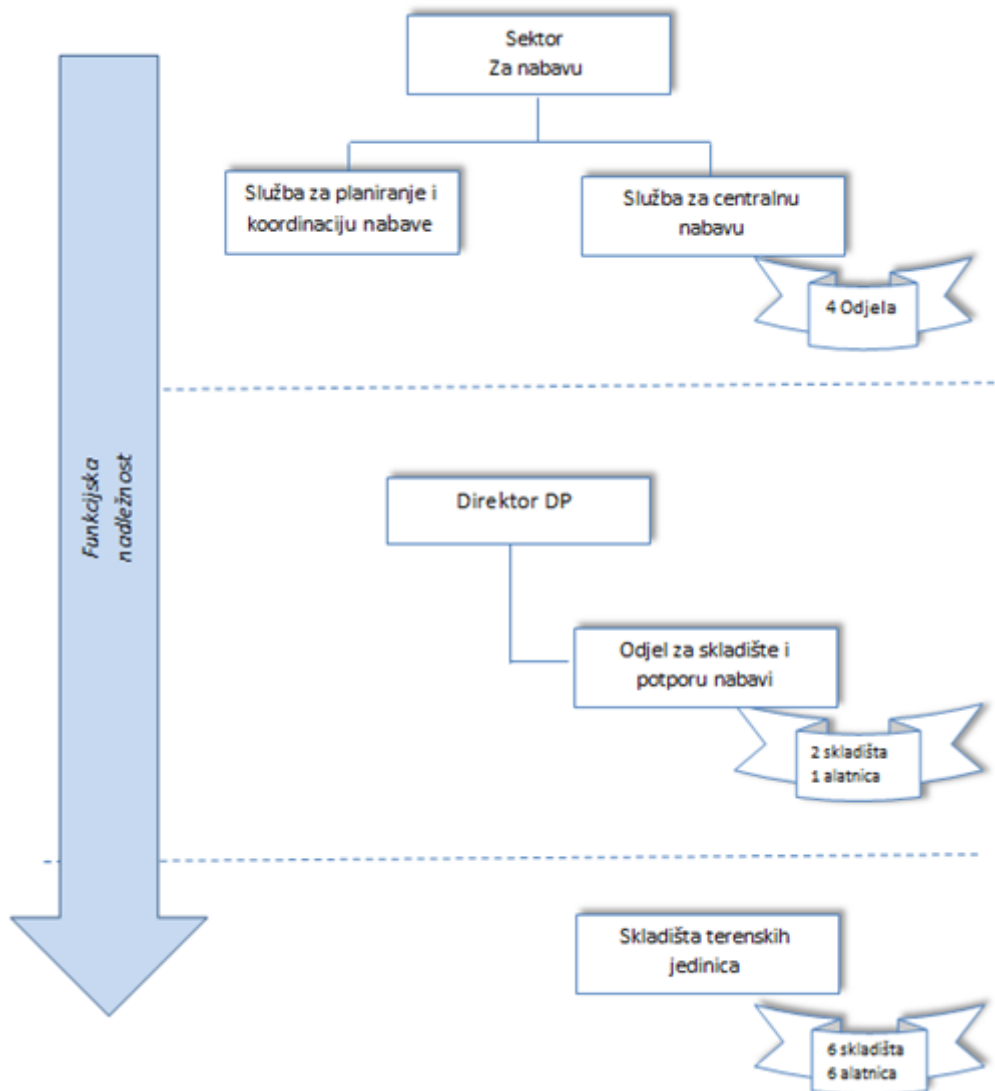 Sektor
Za nabavu
Služba za planiranje i
koordinaciju nabave
Služba za centralnu
nabavu
4 Odjela
Funkcijska
nadležnost
Direktor DP
Odjel za skladište i
potporu nabavi
2 skladišta
1 alatnica
Skladišta terenskih
jedinica
6 skladišta
6 alatnica